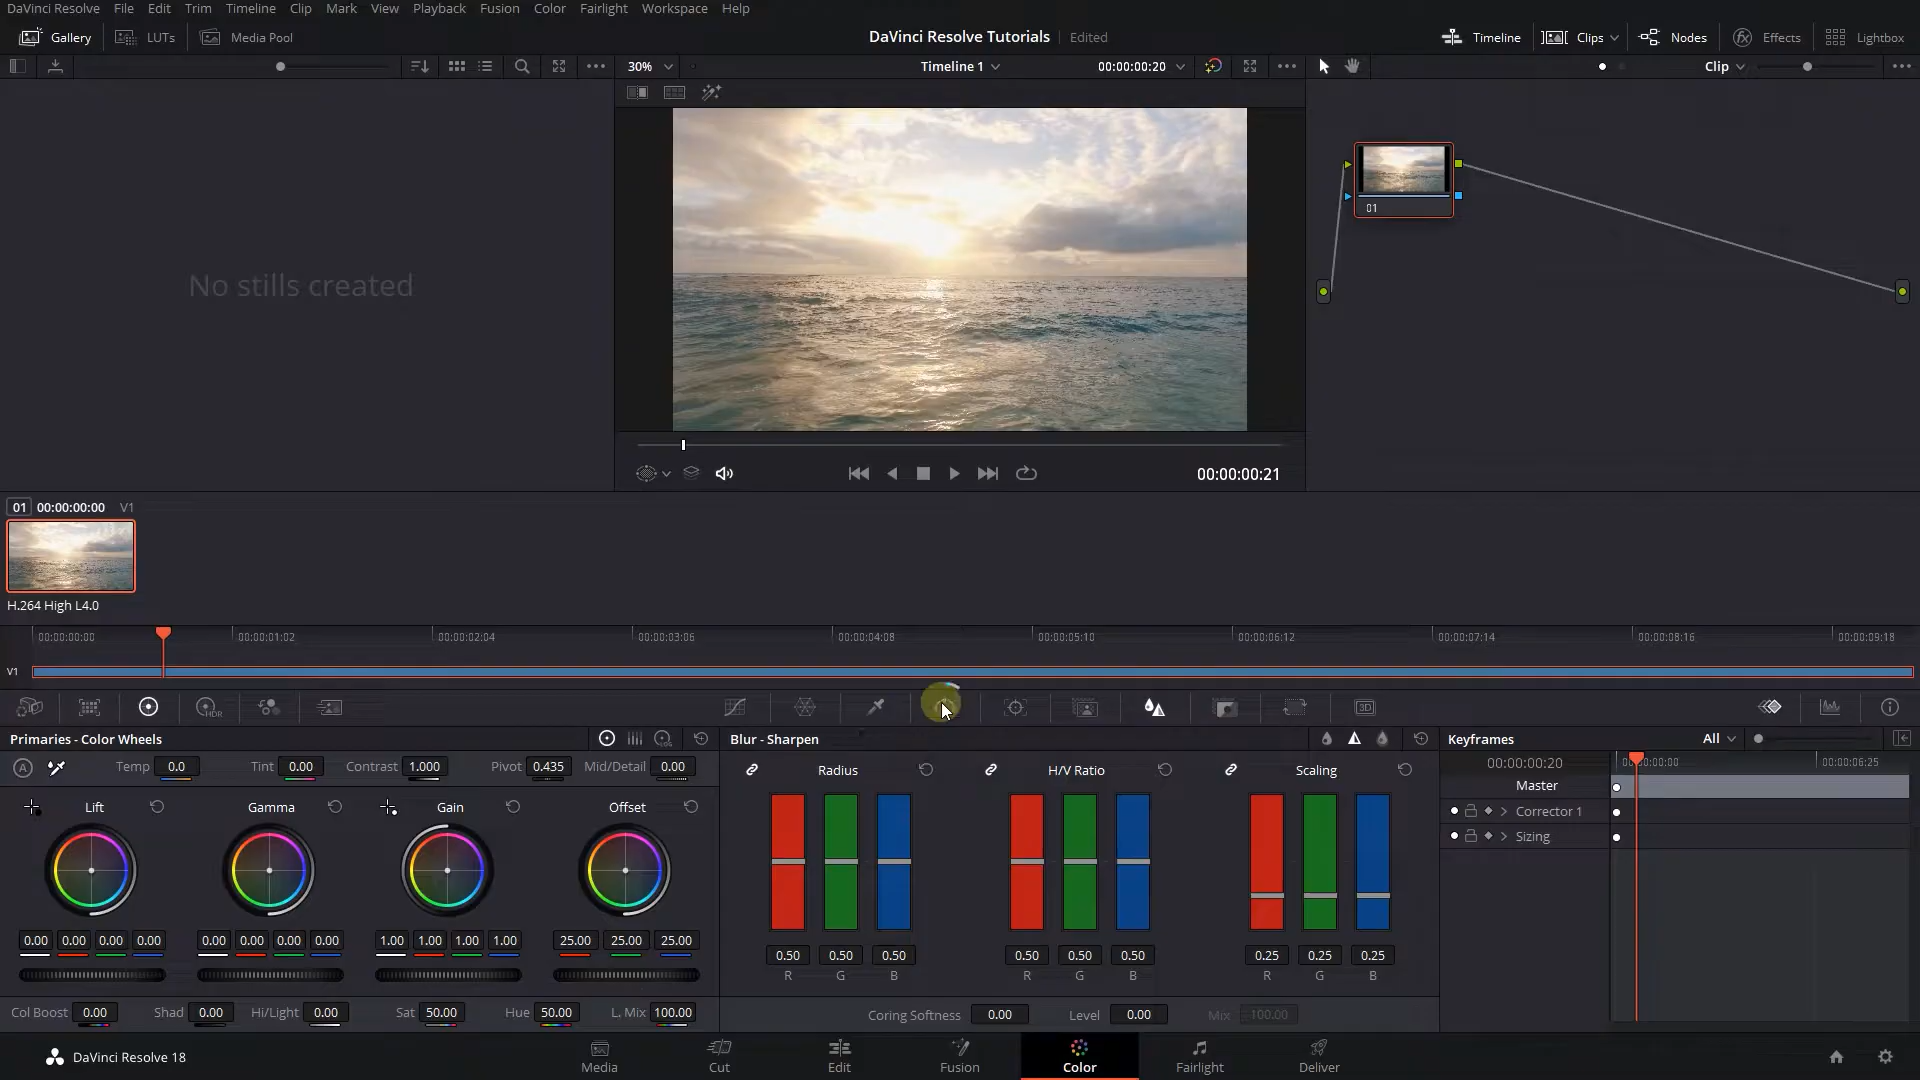 DaVinci Resolve File Edit Trim Timeline Clip Mark View Playback Fusion Color Fairlight Workspace Help
Gallery LUTs Media Pool DaVinci Resolve Tutorials Edited Timeline Clips Nodes Effects Lightbox
30% Timeline 1 00:00:00:20 Clip
No stills created
01
00:00:00:21
01 00:00:00:00 V1
H.264 High L4.0
00:00:00:00 00:00:01:02 00:00:02:04 00:00:03:06 00:00:04:08 00:00:05:10 00:00:06:12 00:00:07:14 00:00:08:16 00:00:09:18
V1
HDR 3D
Primaries - Color Wheels Blur - Sharpen Keyframes All
A Temp 0.0 Tint 0.00 Contrast 1.000 Pivot 0.435 Mid/Detail 0.00
Radius H/V Ratio Scaling
00:00:00:20 00:00:00 00:00:06:25
Master
Lift Gamma Gain Offset
Corrector 1
Sizing
0.00 0.00 0.00 0.00 0.00 0.00 0.00 0.00 1.00 1.00 1.00 1.00 25.00 25.00 25.00
0.50 0.50 0.50 0.50 0.50 0.50 0.25 0.25 0.25
R G B R G B R G B
Col Boost 0.00 Shad 0.00 Hi/Light 0.00 Sat 50.00 Hue 50.00 L. Mix 100.00
Coring Softness 0.00 Level 0.00 Mix 100.00
DaVinci Resolve 18 Media Cut Edit Fusion Color Fairlight Deliver